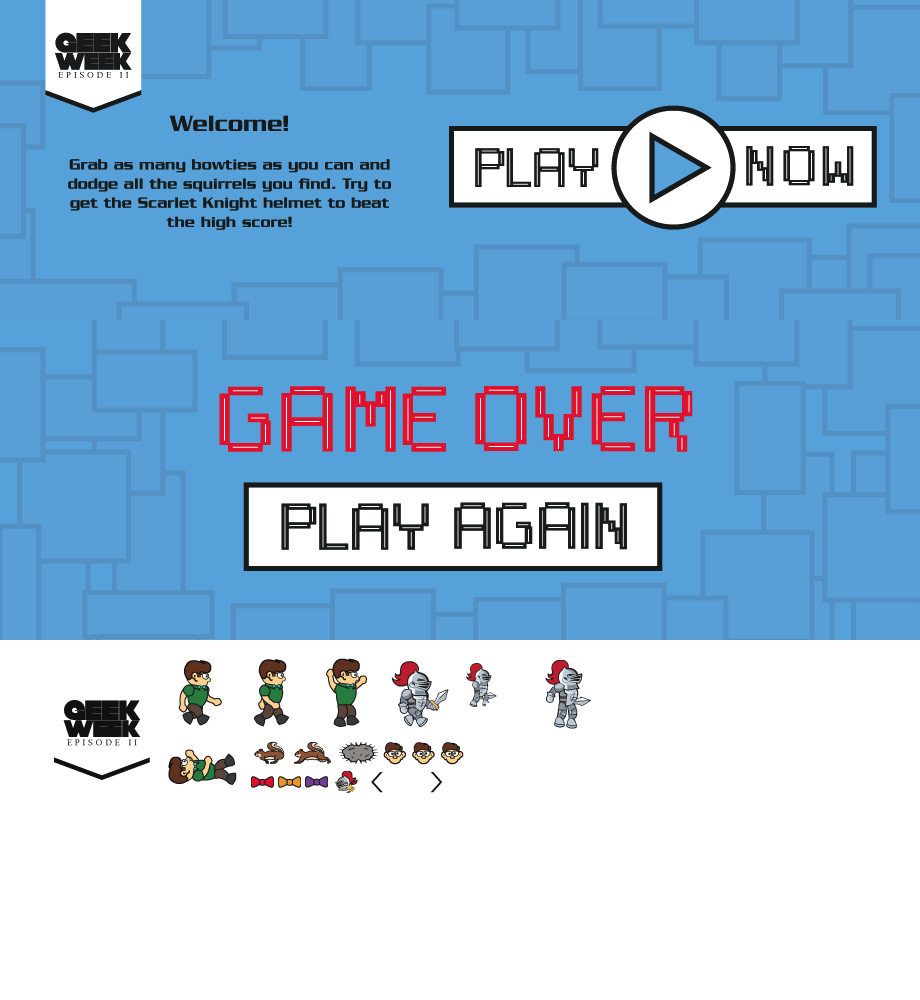 GEEK
WEEK
EPISODE II
Welcome!
Grab as many bowties as you can and
dodge all the squirrels you find. Try to
get the Scarlet Knight helmet to beat
the high score!
PLAY NOW
GAME OVER
PLAY AGAIN
GEEK
WEEK
EPISODE II